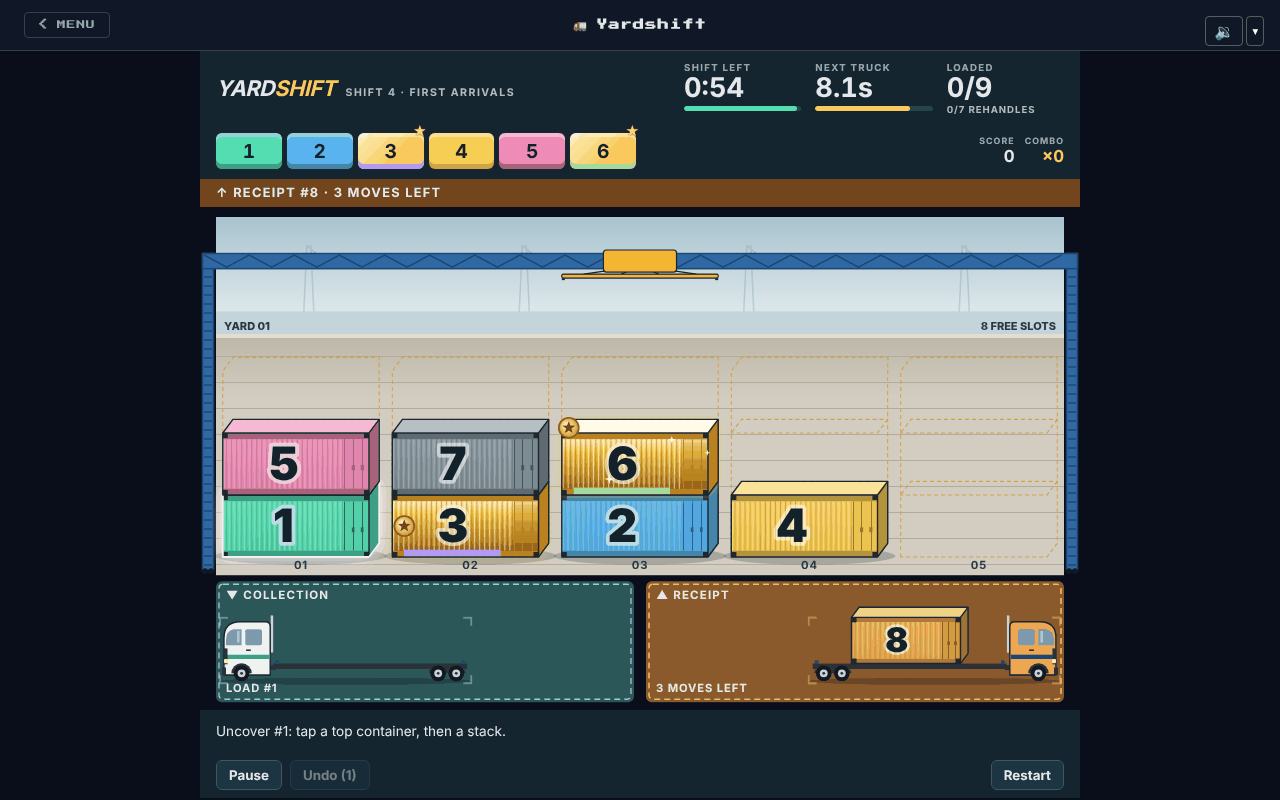 MENU
Yardshift
YARDSHIFT SHIFT 4 · FIRST ARRIVALS
SHIFT LEFT
0:54
NEXT TRUCK
8.1s
LOADED
0/9
0/7 REHANDLES
1 2 3 4 5 6
SCORE
0
COMBO
×0
↑ RECEIPT #8 · 3 MOVES LEFT
YARD 01
8 FREE SLOTS
5 7 6
1 3 2 4
01 02 03 04 05
▼ COLLECTION
LOAD #1
▲ RECEIPT
8
3 MOVES LEFT
Uncover #1: tap a top container, then a stack.
Pause
Undo (1)
Restart